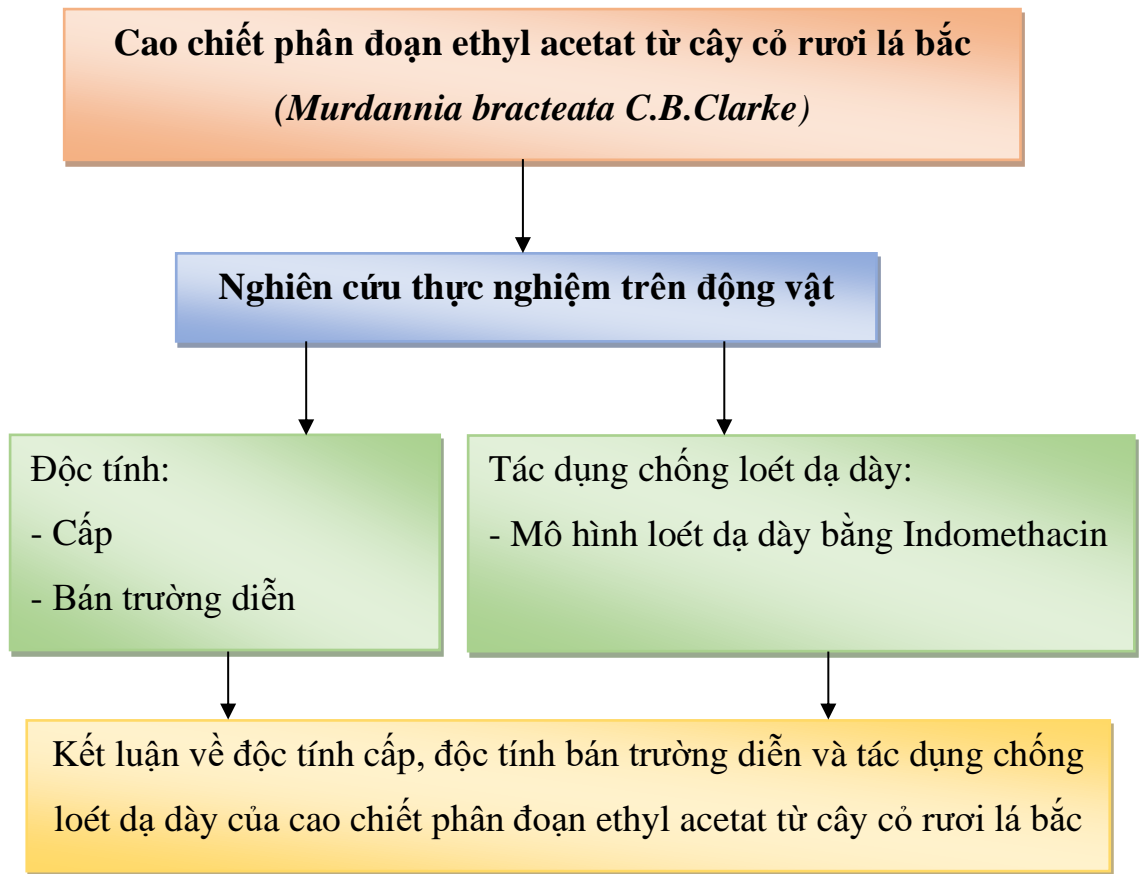 Cao chiết phân đoạn ethyl acetat từ cây cỏ rươi lá bắc
(Murdannia bracteata C.B.Clarke)
Nghiên cứu thực nghiệm trên động vật
Độc tính:
- Cấp
- Bán trường diễn
Tác dụng chống loét dạ dày:
- Mô hình loét dạ dày bằng Indomethacin
Kết luận về độc tính cấp, độc tính bán trường diễn và tác dụng chống
loét dạ dày của cao chiết phân đoạn ethyl acetat từ cây cỏ rươi lá bắc